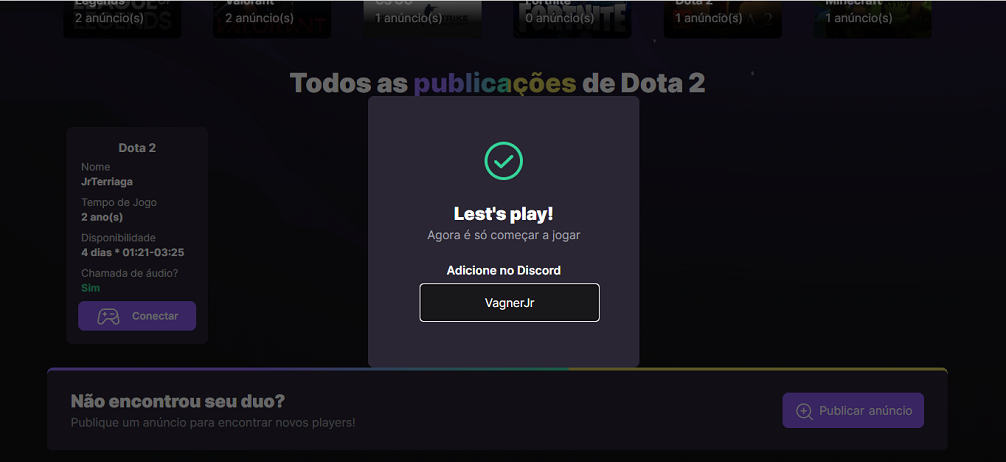 Legends
Valorant
CS GO
Fortnite
Dota 2
Minecraft
2 anúncio(s)
2 anúncio(s)
1 anúncio(s)
0 anúncio(s)
1 anúncio(s)
1 anúncio(s)
Todos as publicações de Dota 2
Dota 2
Nome
JrTerriaga
Tempo de Jogo
2 ano(s)
Disponibilidade
4 dias * 01:21-03:25
Chamada de áudio?
Sim
Conectar
Lest's play!
Agora é só começar a jogar
Adicione no Discord
VagnerJr
Não encontrou seu duo?
Publique um anúncio para encontrar novos players!
Publicar anúncio